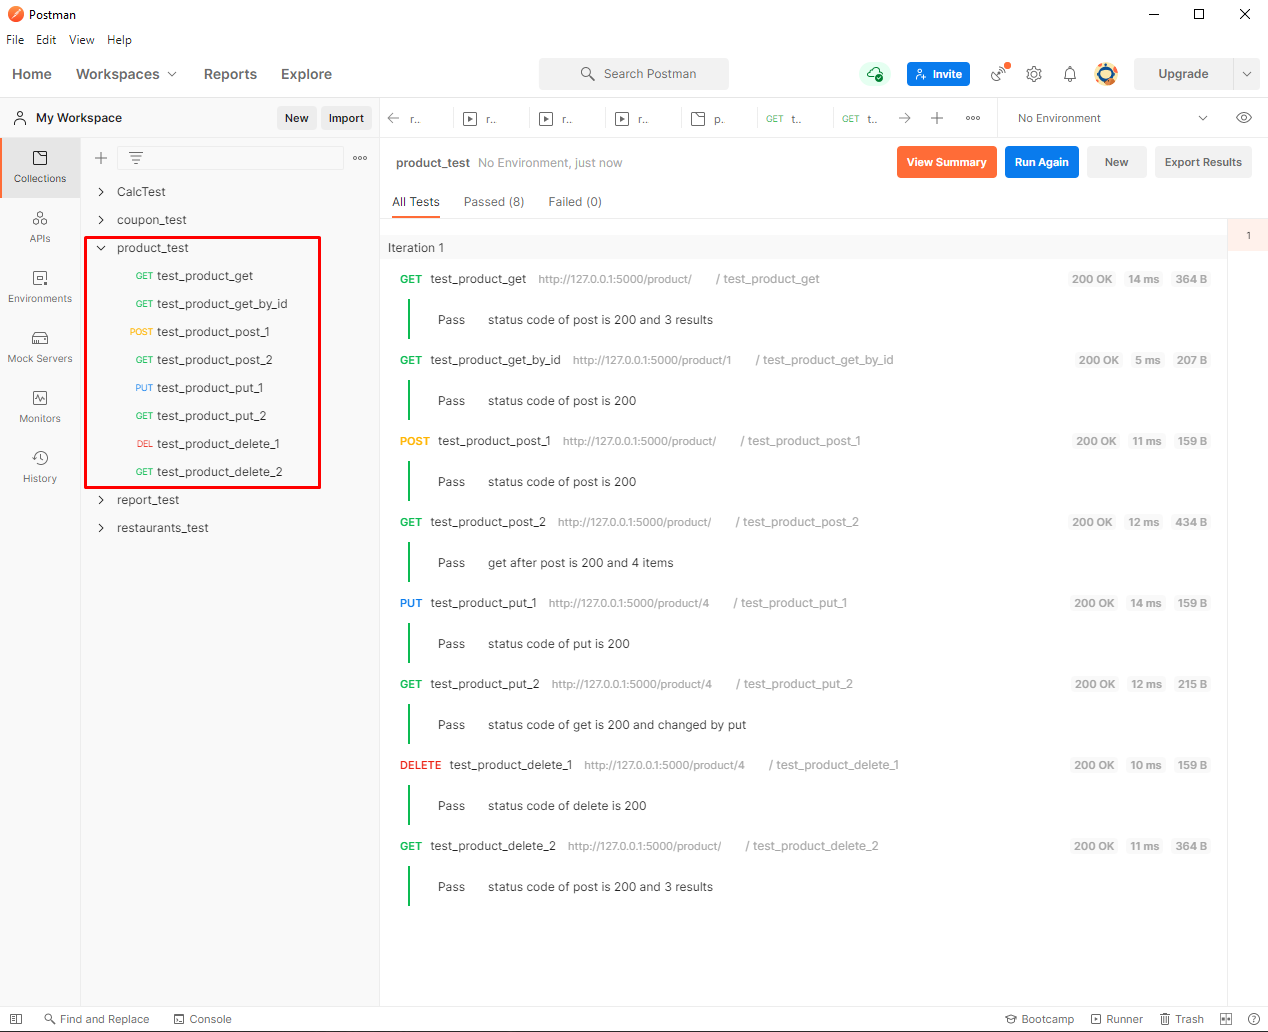 Postman
File Edit View Help
Home Workspaces Reports Explore Search Postman Invite Upgrade
My Workspace New Import r.. r.. r.. r.. p. GET t.. GET t.. No Environment
Collections
APIs
Environments
Mock Servers
Monitors
History
CalcTest
coupon_test
product_test
GET test_product_get
GET test_product_get_by_id
POST test_product_post_1
GET test_product_post_2
PUT test_product_put_1
GET test_product_put_2
DEL test_product_delete_1
GET test_product_delete_2
report_test
restaurants_test
product_test No Environment, just now View Summary Run Again New Export Results
All Tests Passed (8) Failed (0)
1
Iteration 1
GET test_product_get http://127.0.0.1:5000/product/ / test_product_get 200 OK 14 ms 364 B
Pass status code of post is 200 and 3 results
GET test_product_get_by_id http://127.0.0.1:5000/product/1 / test_product_get_by_id 200 OK 5 ms 207 B
Pass status code of post is 200
POST test_product_post_1 http://127.0.0.1:5000/product/ / test_product_post_1 200 OK 11 ms 159 B
Pass status code of post is 200
GET test_product_post_2 http://127.0.0.1:5000/product/ / test_product_post_2 200 OK 12 ms 434 B
Pass get after post is 200 and 4 items
PUT test_product_put_1 http://127.0.0.1:5000/product/4 / test_product_put_1 200 OK 14 ms 159 B
Pass status code of put is 200
GET test_product_put_2 http://127.0.0.1:5000/product/4 / test_product_put_2 200 OK 12 ms 215 B
Pass status code of get is 200 and changed by put
DELETE test_product_delete_1 http://127.0.0.1:5000/product/4 / test_product_delete_1 200 OK 10 ms 159 B
Pass status code of delete is 200
GET test_product_delete_2 http://127.0.0.1:5000/product/ / test_product_delete_2 200 OK 11 ms 364 B
Pass status code of post is 200 and 3 results
Find and Replace Console Bootcamp Runner Trash